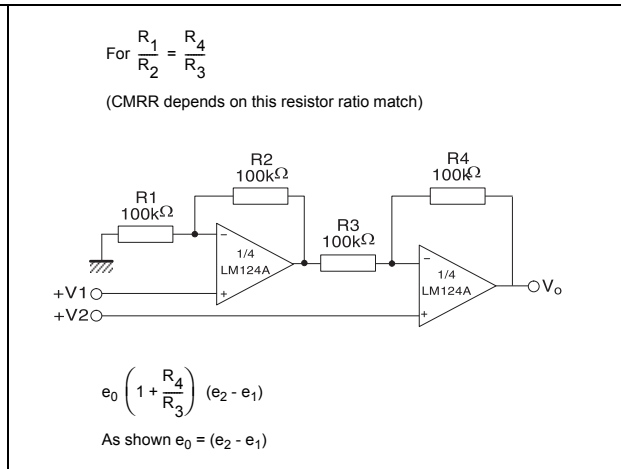 For R1/R2 = R4/R3
(CMRR depends on this resistor ratio match)
R2
100kΩ
R4
100kΩ
R1
100kΩ
R3
100kΩ
−
1/4
LM124A
+
−
1/4
LM124A
+
+V1
+V2
Vo
e0 (1 + R4/R3) (e2 - e1)
As shown e0 = (e2 - e1)